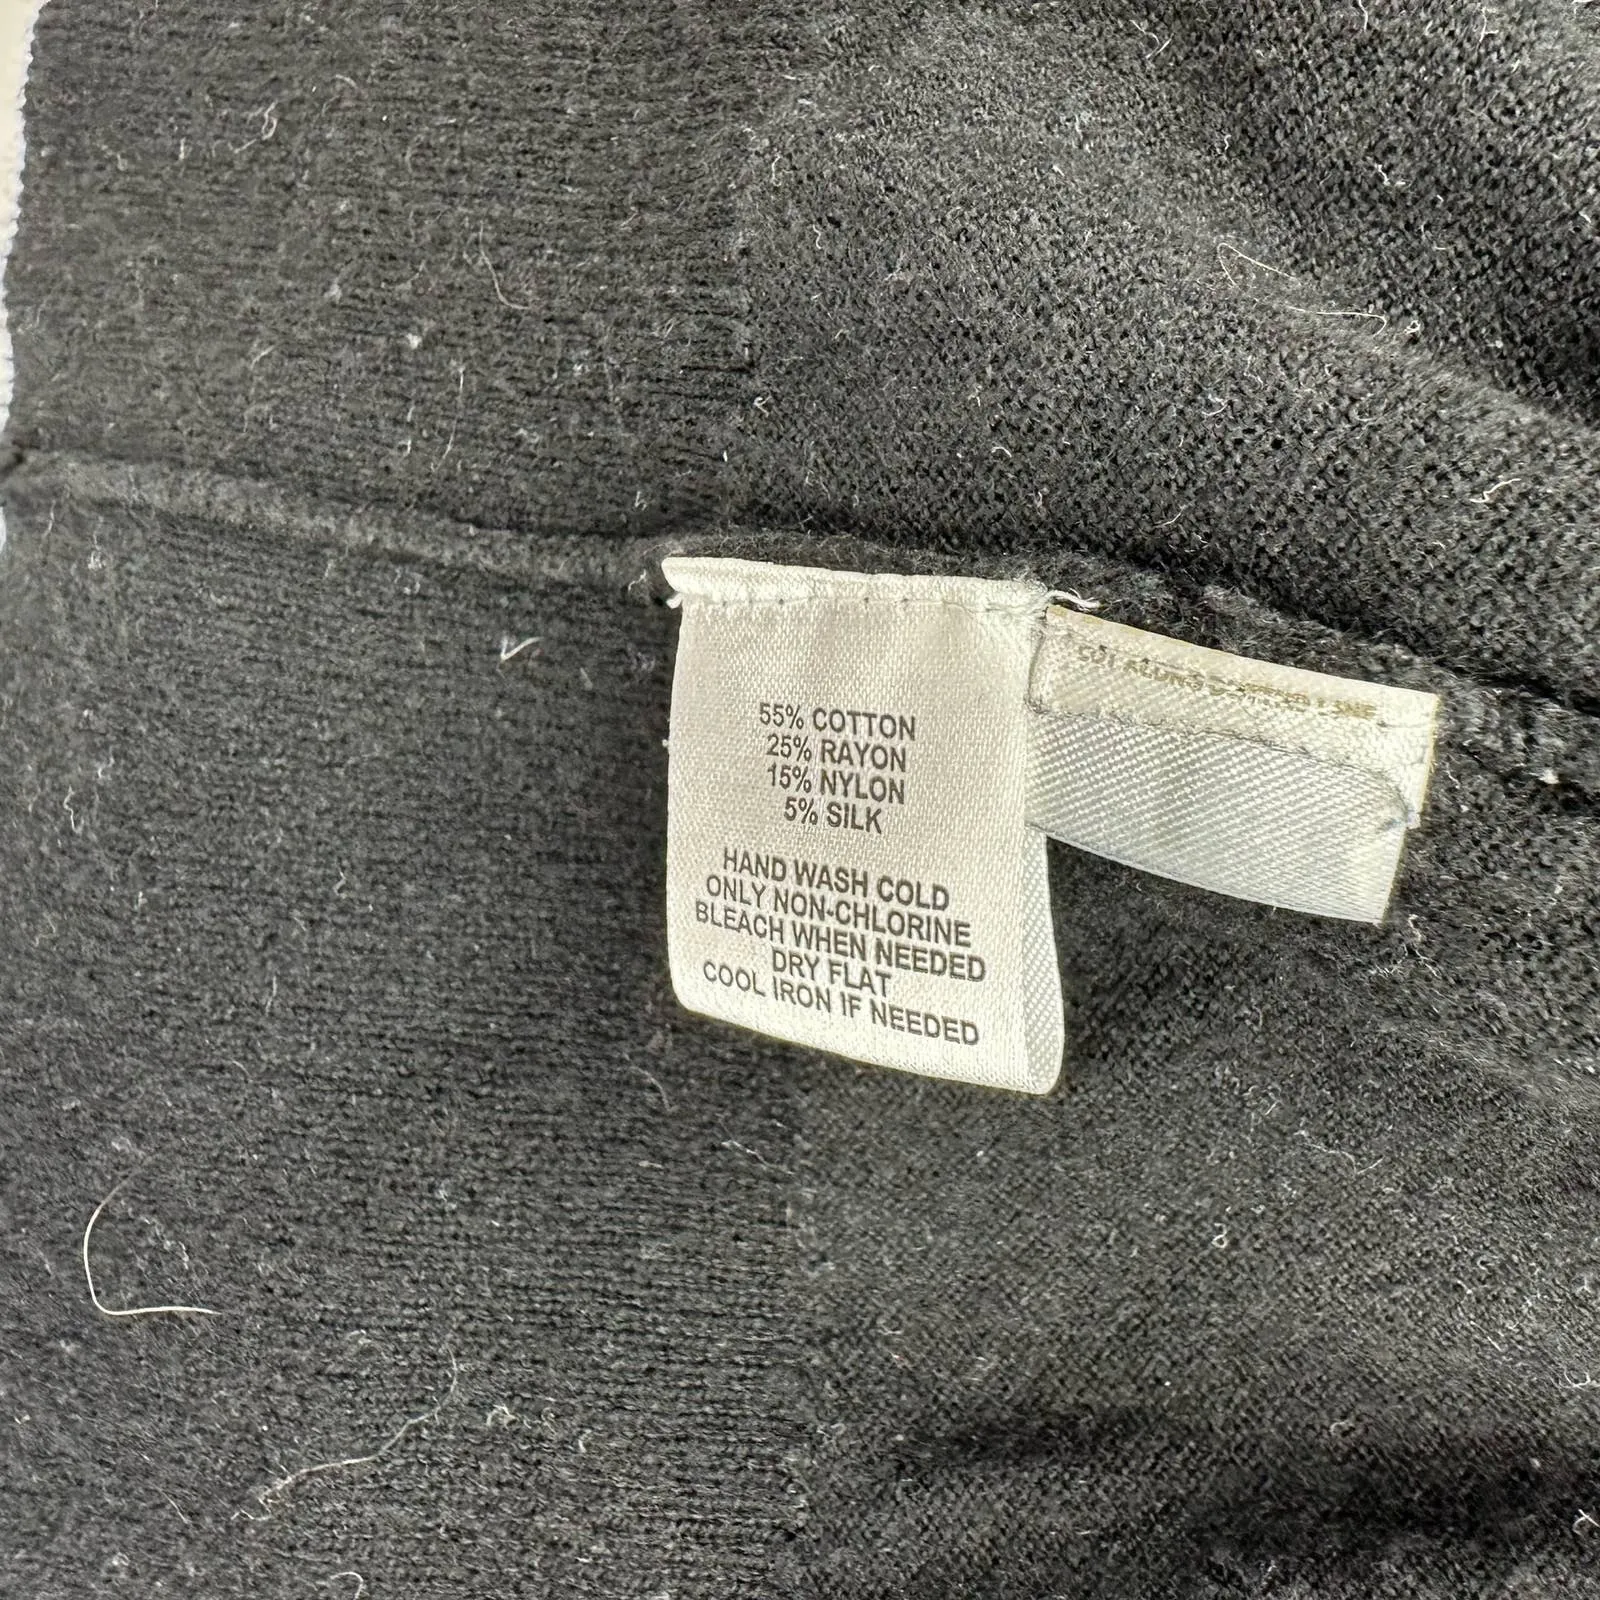 55% COTTON
25% RAYON
15% NYLON
5% SILK
HAND WASH COLD
ONLY NON-CHLORINE
BLEACH WHEN NEEDED
DRY FLAT
COOL IRON IF NEEDED
ALONG